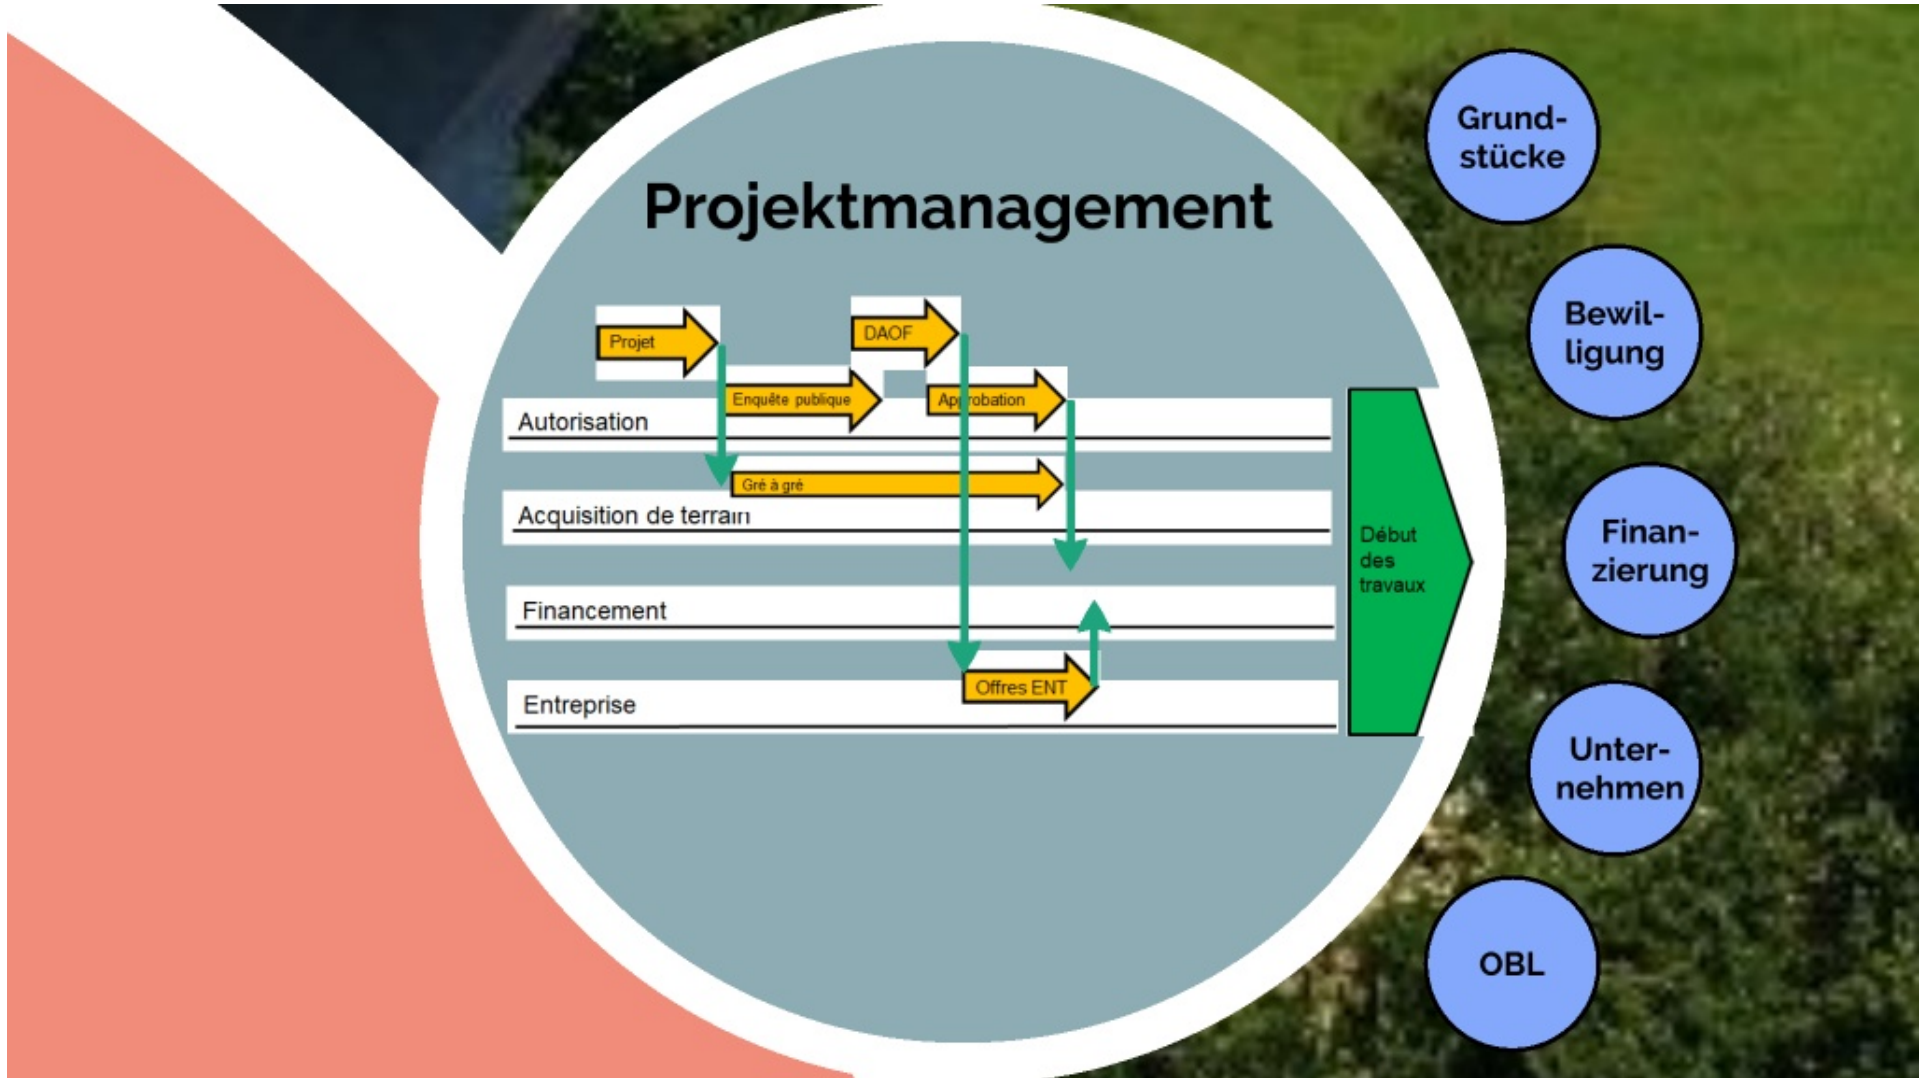 Projektmanagement
Projet
DAOF
Enquête publique
Approbation
Autorisation
Gré à gré
Acquisition de terrain
Financement
Offres ENT
Entreprise
Début
des
travaux
Grund-
stücke
Bewil-
ligung
Finan-
zierung
Unter-
nehmen
OBL